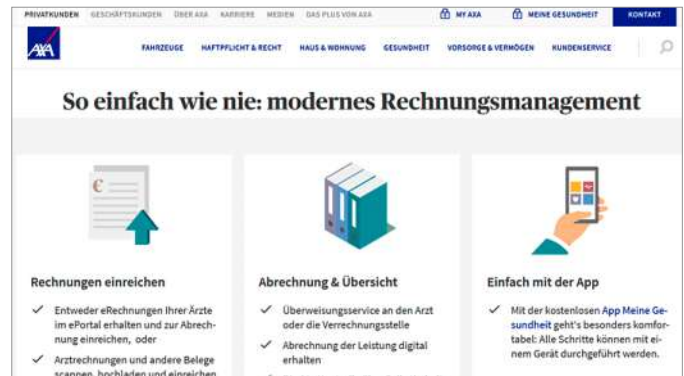 PRIVATKUNDEN GESCHÄFTSKUNDEN ÜBER AXA KARRIERE MEDIEN DAS PLUS VON AXA MY AXA MEINE GESUNDHEIT KONTAKT
AXA FAHRZEUGE HAFTPFLICHT & RECHT HAUS & WOHNUNG GESUNDHEIT VORSORGE & VERMÖGEN KUNDENSERVICE
So einfach wie nie: modernes Rechnungsmanagement
€
Rechnungen einreichen
✓ Entweder eRechnungen Ihrer Ärzte
im ePortal erhalten und zur Abrech-
nung einreichen, oder
✓ Arztrechnungen und andere Belege
scannen, hochladen und einreichen
Abrechnung & Übersicht
✓ Überweisungsservice an den Arzt
oder die Verrechnungsstelle
✓ Abrechnung der Leistung digital
erhalten
Einfach mit der App
✓ Mit der kostenlosen App Meine Ge-
sundheit geht's besonders komfor-
tabel: Alle Schritte können mit ei-
nem Gerät durchgeführt werden.